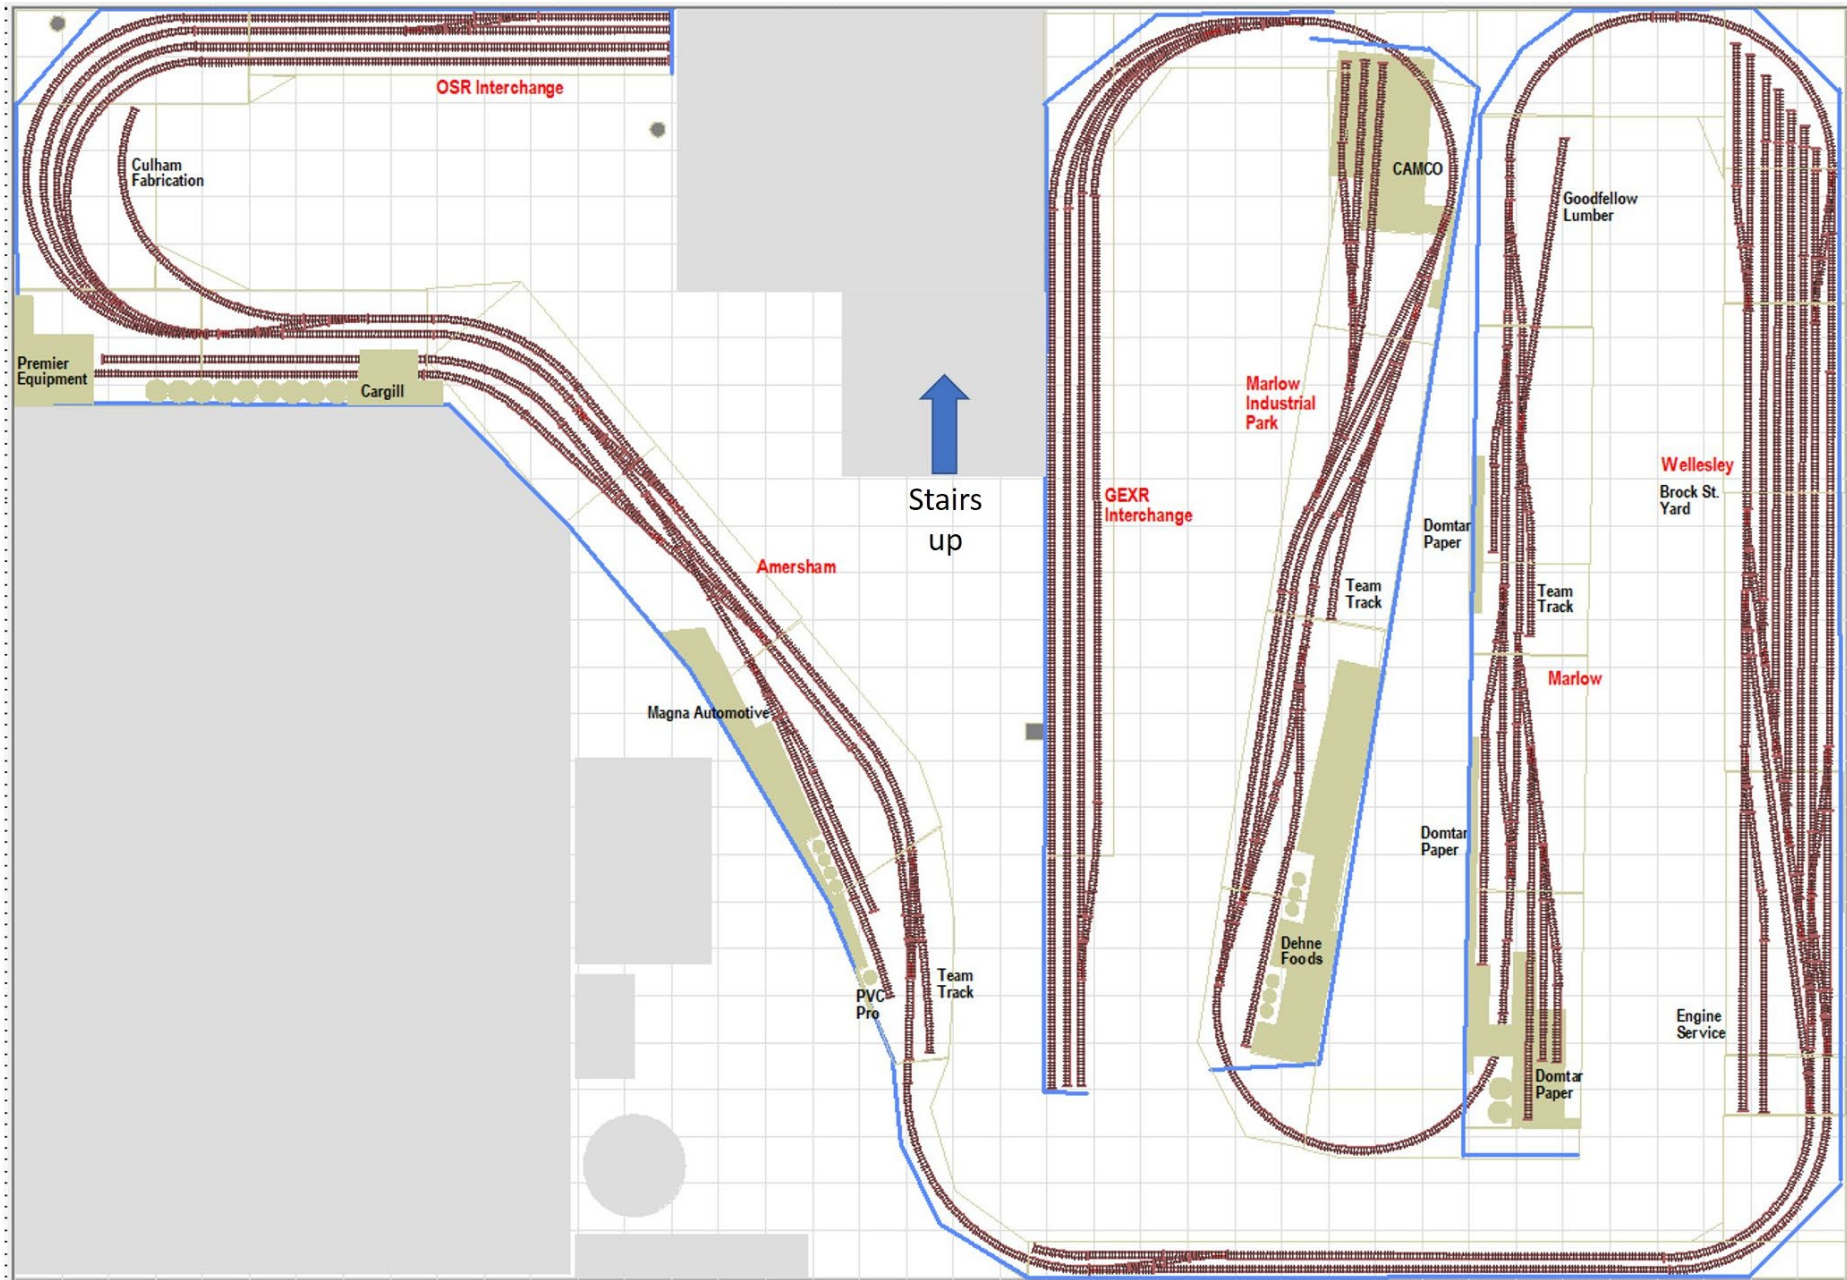 OSR Interchange
Culham
Fabrication
Premier
Equipment
Cargill
Stairs
up
Amersham
Magna Automotive
PVC
Pro
Team
Track
GEXR
Interchange
Marlow
Industrial
Park
CAMCO
Team
Track
Dehne
Foods
Goodfellow
Lumber
Domtar
Paper
Team
Track
Marlow
Domtar
Paper
Domtar
Paper
Wellesley
Brock St.
Yard
Engine
Service